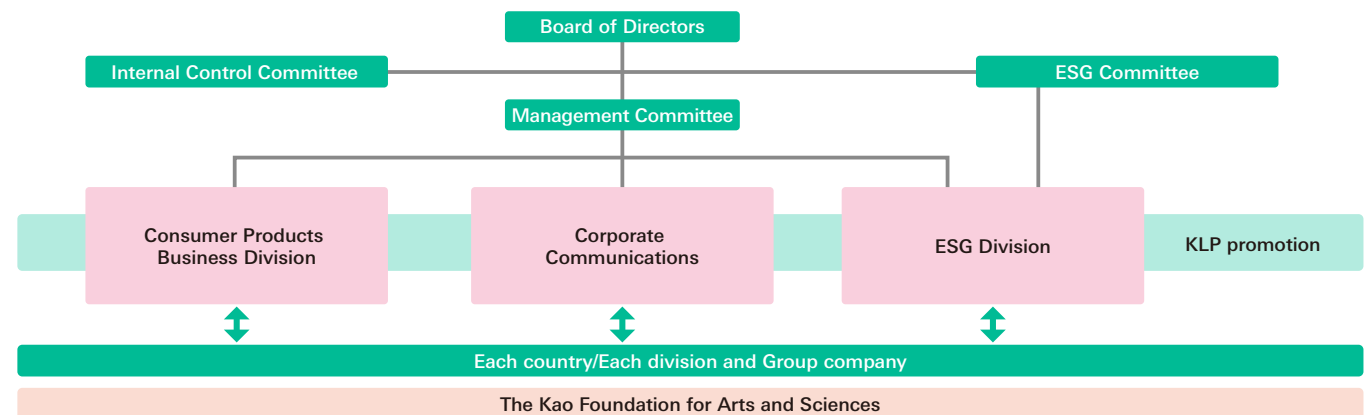 Board of Directors
Internal Control Committee
ESG Committee
Management Committee
Consumer Products
Business Division
Corporate
Communications
ESG Division
KLP promotion
Each country/Each division and Group company
The Kao Foundation for Arts and Sciences